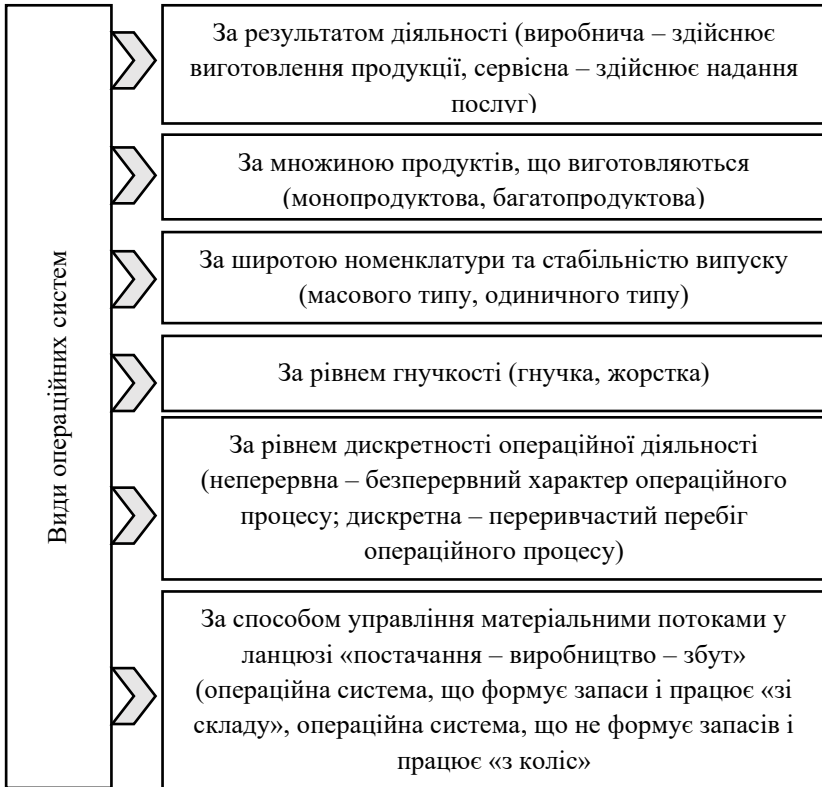 Види операційних систем
За результатом діяльності (виробнича – здійснює
виготовлення продукції, сервісна – здійснює надання
послуг)
За множиною продуктів, що виготовляються
(монопродуктова, багатопродуктова)
За широтою номенклатури та стабільністю випуску
(масового типу, одиничного типу)
За рівнем гнучкості (гнучка, жорстка)
За рівнем дискретності операційної діяльності
(неперервна – безперервний характер операційного
процесу; дискретна – переривчастий перебіг
операційного процесу)
За способом управління матеріальними потоками у
ланцюзі «постачання – виробництво – збут»
(операційна система, що формує запаси і працює «зі
складу», операційна система, що не формує запасів і
працює «з коліс»